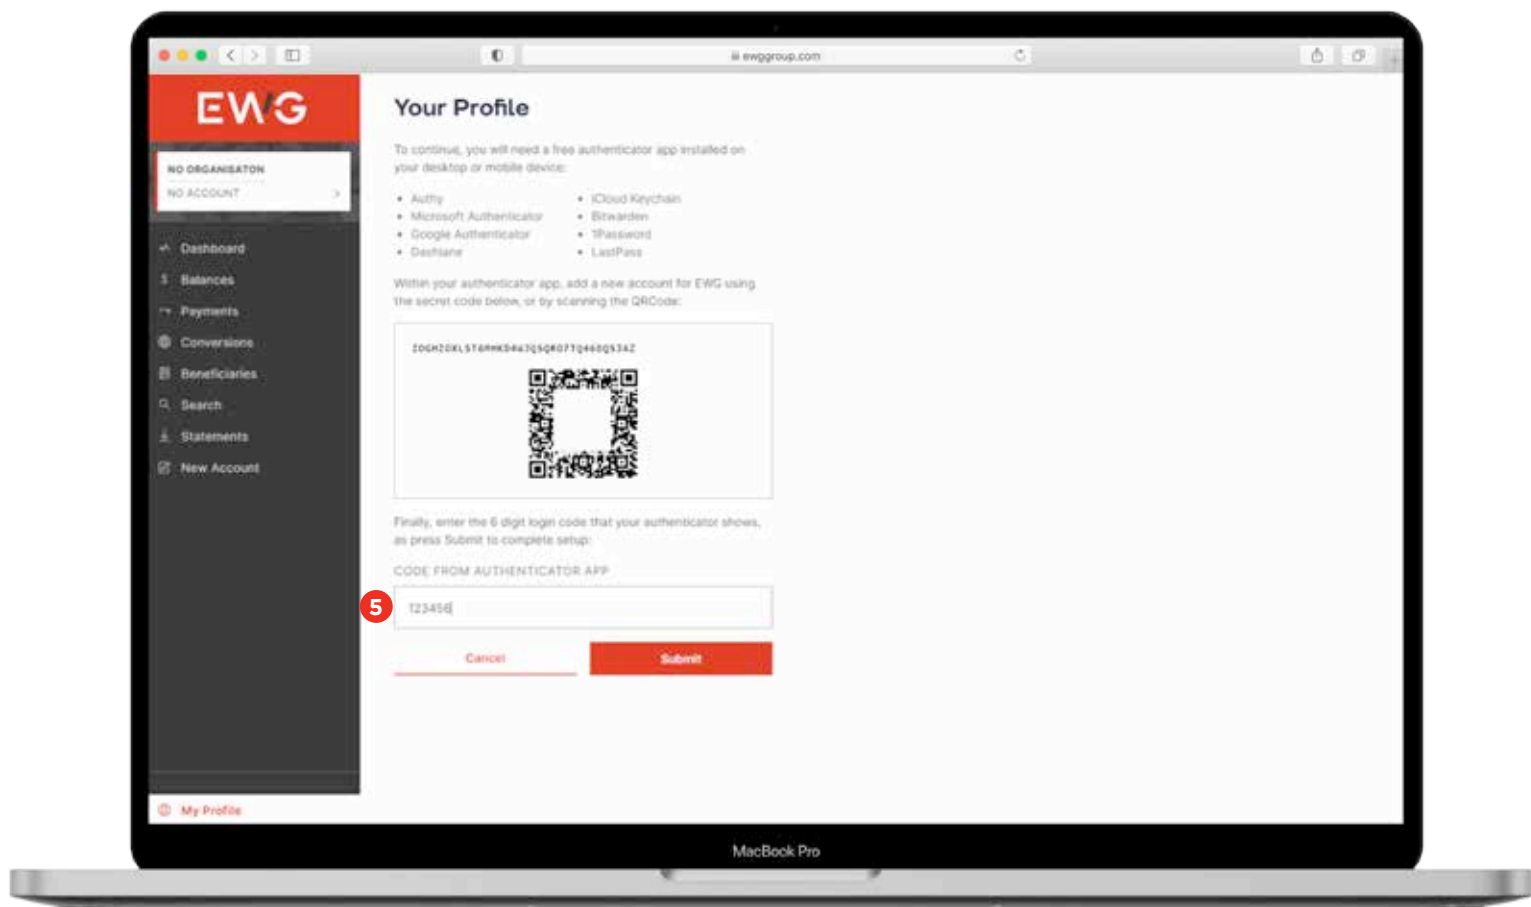 ewggroup.com
EWG
NO ORGANISATON
NO ACCOUNT
Dashboard
Balances
Payments
Conversions
Beneficiaries
Search
Statements
New Account
My Profile
Your Profile
To continue, you will need a free authenticator app installed on
your desktop or mobile device:
• Authy
• Microsoft Authenticator
• Google Authenticator
• Dashlane
• iCloud Keychain
• Bitwarden
• 1Password
• LastPass
Within your authenticator app, add a new account for EWG using
the secret code below, or by scanning the QRCode:
Finally, enter the 6 digit login code that your authenticator shows,
as press Submit to complete setup:
CODE FROM AUTHENTICATOR APP
5
123456
Cancel
Submit
MacBook Pro